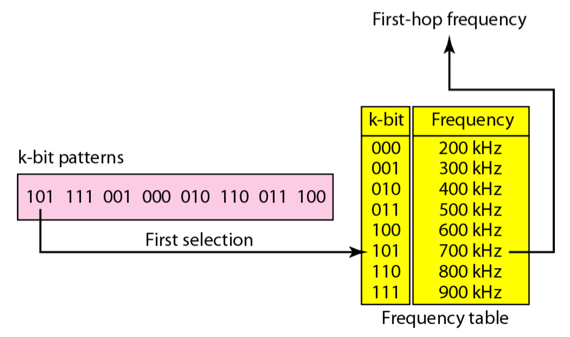 First-hop frequency
k-bit patterns
101 111 001 000 010 110 011 100
First selection
k-bit Frequency
000 200 kHz
001 300 kHz
010 400 kHz
011 500 kHz
100 600 kHz
101 700 kHz
110 800 kHz
111 900 kHz
Frequency table